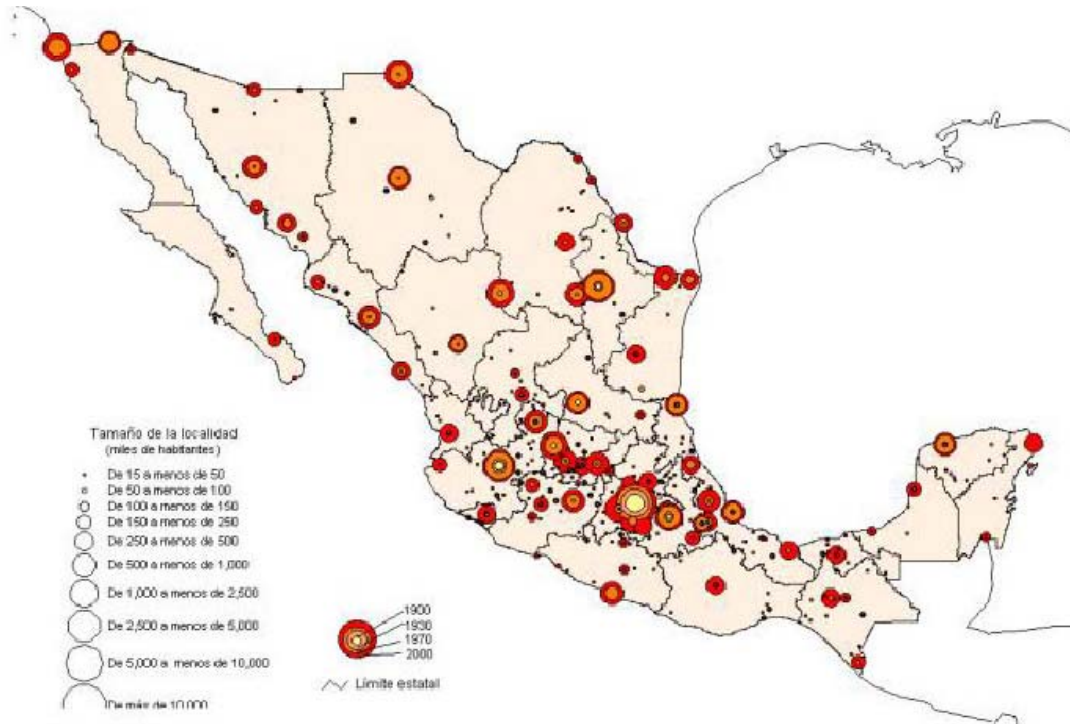 Tamaño de la localidad
(miles de habitantes)
De 15 a menos de 50
De 50 a menos de 100
De 100 a menos de 150
De 150 a menos de 250
De 250 a menos de 500
De 500 a menos de 1,000
De 1,000 a menos de 2,500
De 2,500 a menos de 5,000
De 5,000 a menos de 10,000
De más de 10,000
1900
1930
1970
2000
Límite estatal